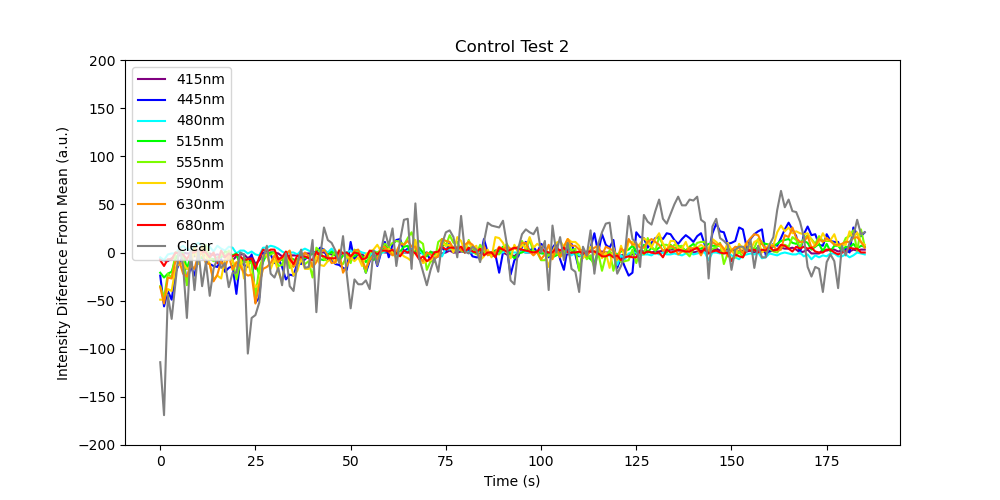 Control Test 2
Intensity Diference From Mean (a.u.)
200
150
100
50
0
−50
−100
−150
−200
415nm
445nm
480nm
515nm
555nm
590nm
630nm
680nm
Clear
0 25 50 75 100 125 150 175
Time (s)